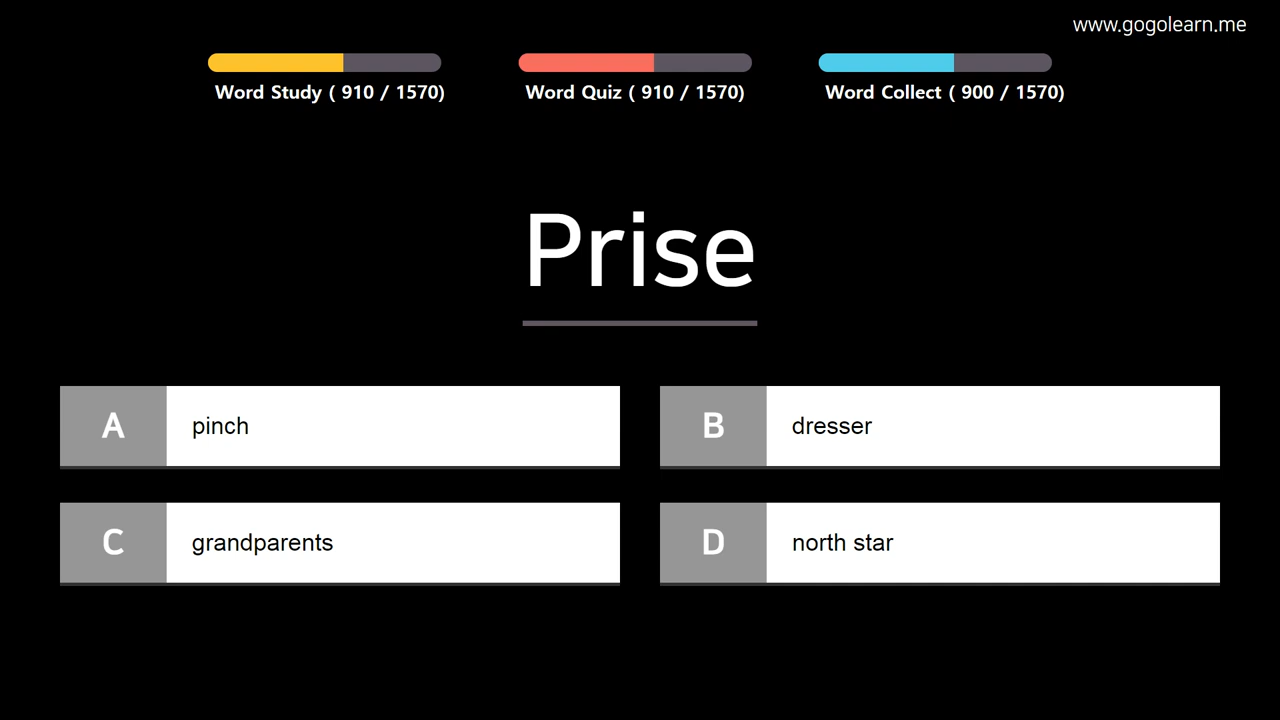 www.gogolearn.me
Word Study ( 910 / 1570)
Word Quiz ( 910 / 1570)
Word Collect ( 900 / 1570)
Prise
A pinch
B dresser
C grandparents
D north star